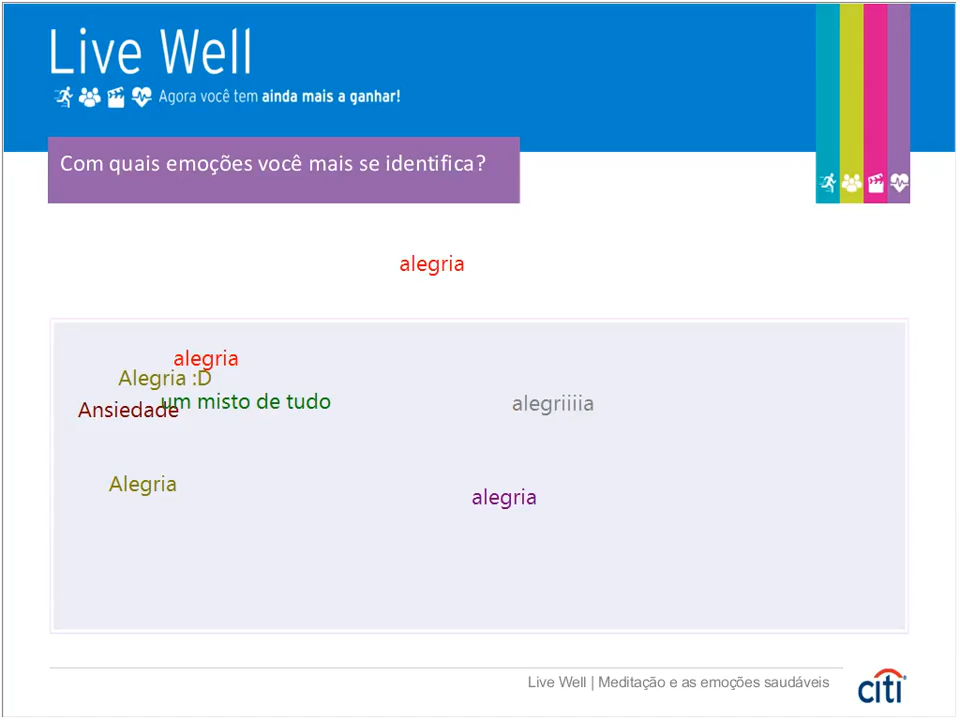 Live Well
Agora você tem ainda mais a ganhar!
Com quais emoções você mais se identifica?
alegria
alegria
Alegria :D
um misto de tudo
Ansiedade
alegriiiia
Alegria
alegria
Live Well | Meditação e as emoções saudáveis
citi